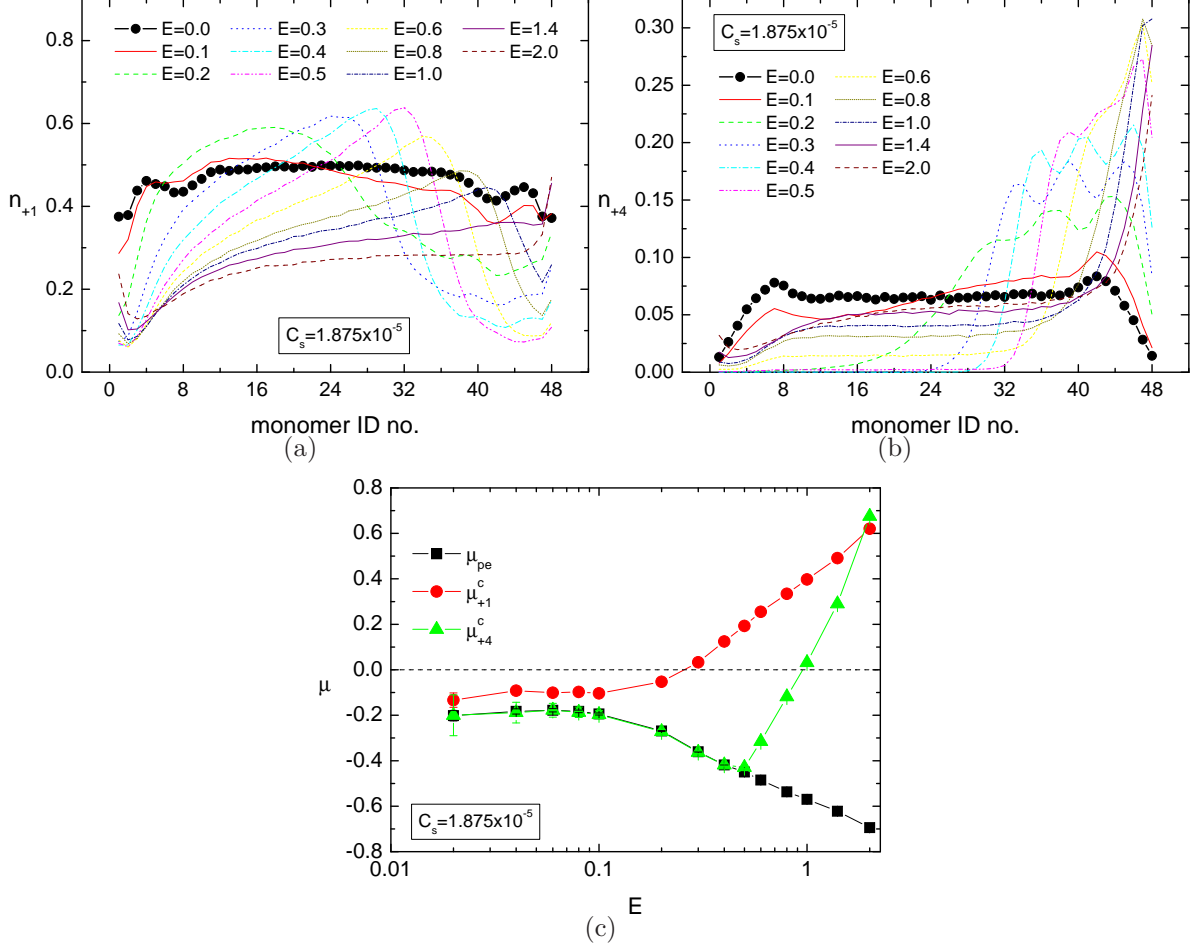 E=0.0
E=0.1
E=0.2
E=0.3
E=0.4
E=0.5
E=0.6
E=0.8
E=1.0
E=1.4
E=2.0
0.8
0.6
0.4
0.2
0.0
n+1
Cs=1.875x10-5
0 8 16 24 32 40 48
monomer ID no.
(a)
Cs=1.875x10-5
E=0.0
E=0.1
E=0.2
E=0.3
E=0.4
E=0.5
E=0.6
E=0.8
E=1.0
E=1.4
E=2.0
0.30
0.25
0.20
0.15
0.10
0.05
0.00
n+4
0 8 16 24 32 40 48
monomer ID no.
(b)
0.8
0.6
0.4
0.2
0.0
-0.2
-0.4
-0.6
-0.8
μ
μpe
μc+1
μc+4
Cs=1.875x10-5
0.01 0.1 1
E
(c)